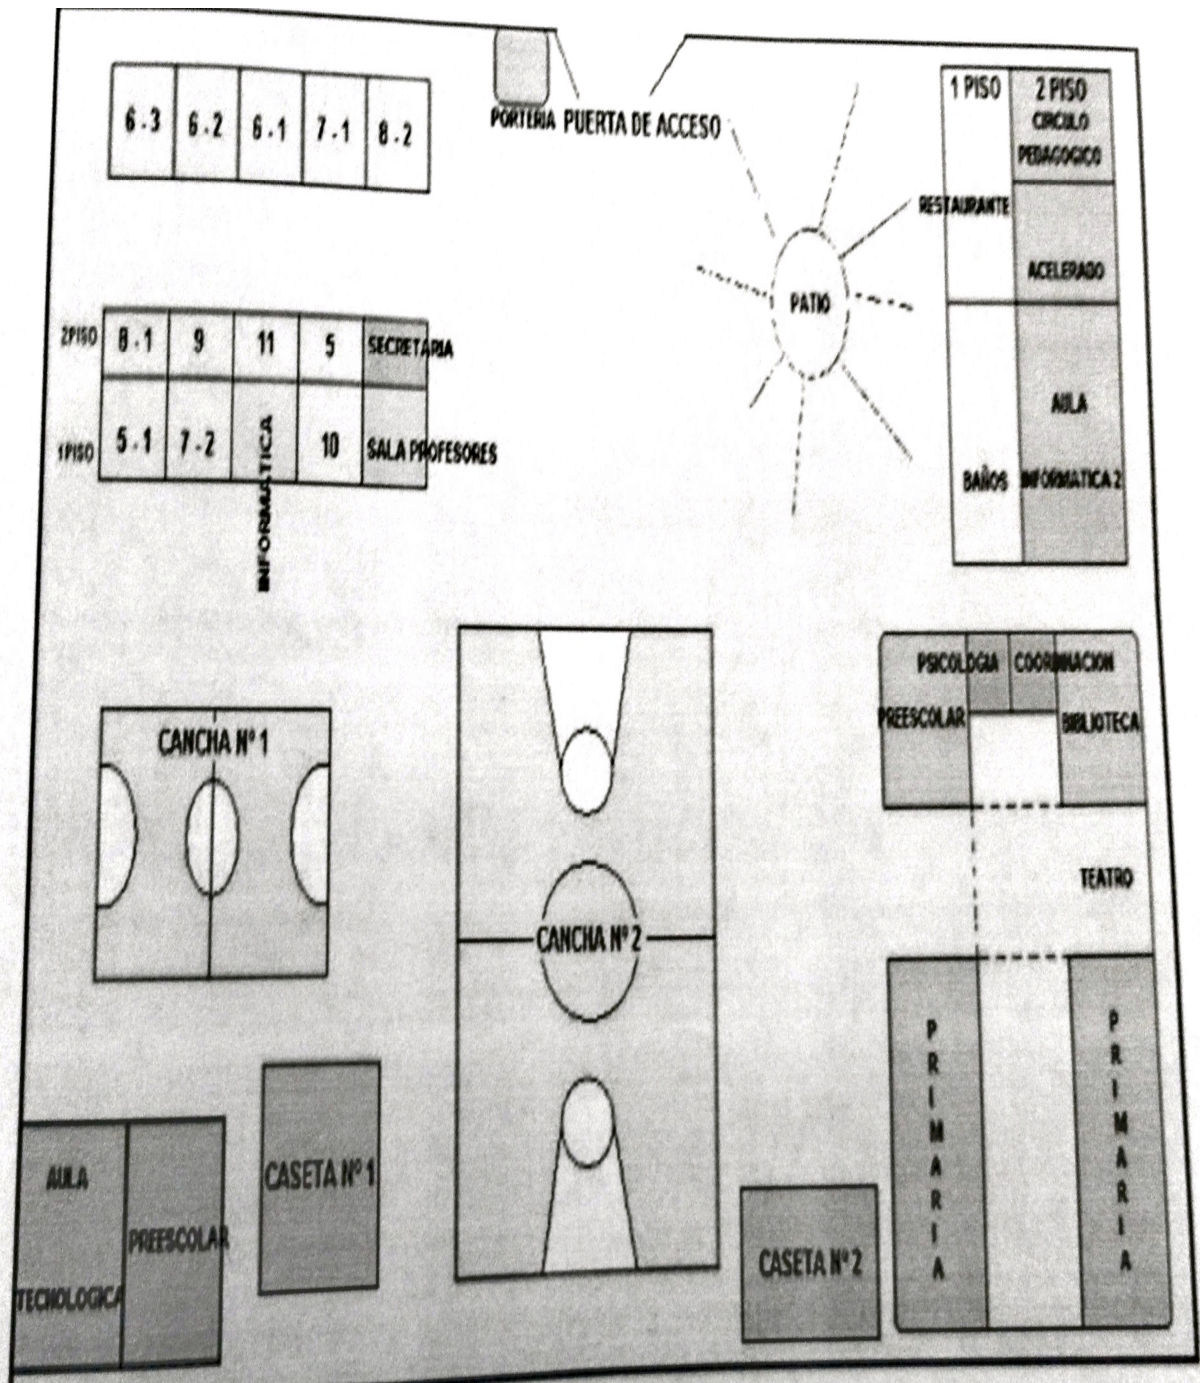 6.3 6.2 6.1 7.1 8.2
PORTERIA PUERTA DE ACCESO
1 PISO
2 PISO
CIRCULO
PEDAGOGICO
RESTAURANTE
ACELERADO
PATIO
2PISO 8.1 9 11 5 SECRETARIA
1PISO 5.1 7-2 INFORMATICA 10 SALA PROFESORES
AULA
BAÑOS INFORMATICA 2
PSICOLOGIA COORDINACION
PREESCOLAR BIBLIOTECA
CANCHA Nº 1
TEATRO
CANCHA Nº 2
PRIMARIA
PRIMARIA
CASETA Nº 1
AULA
TECHOLOGICA
PREESCOLAR
CASETA Nº 2